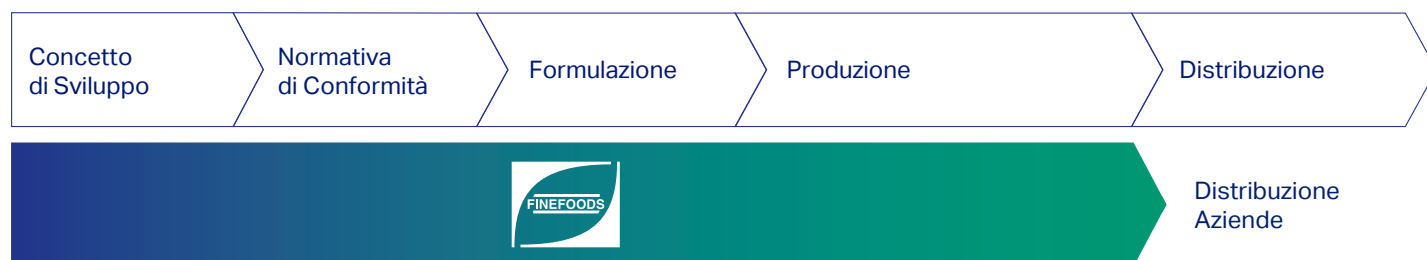 Concetto
di Sviluppo
Normativa
di Conformità
Formulazione
Produzione
Distribuzione
FINEFOODS
Distribuzione
Aziende